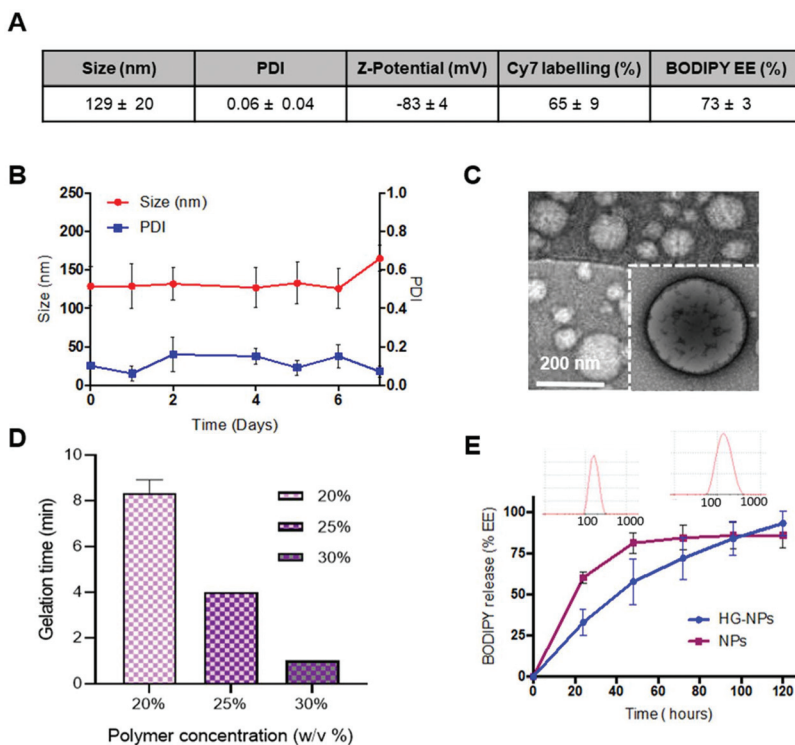 A
Size (nm) PDI Z-Potential (mV) Cy7 labelling (%) BODIPY EE (%)
129 ± 20 0.06 ± 0.04 -83 ± 4 65 ± 9 73 ± 3
B
250
200
150
100
50
0
Size (nm)
Size (nm)
PDI
1.0
0.8
0.6
0.4
0.2
0.0
PDI
0 2 4 6
Time (Days)
C
200 nm
D
10
8
6
4
2
0
Gelation time (min)
20%
25%
30%
20% 25% 30%
Polymer concentration (w/v %)
E
100 1000
100 1000
100
75
50
25
0
BODIPY release (% EE)
HG-NPs
NPs
0 20 40 60 80 100 120
Time ( hours)